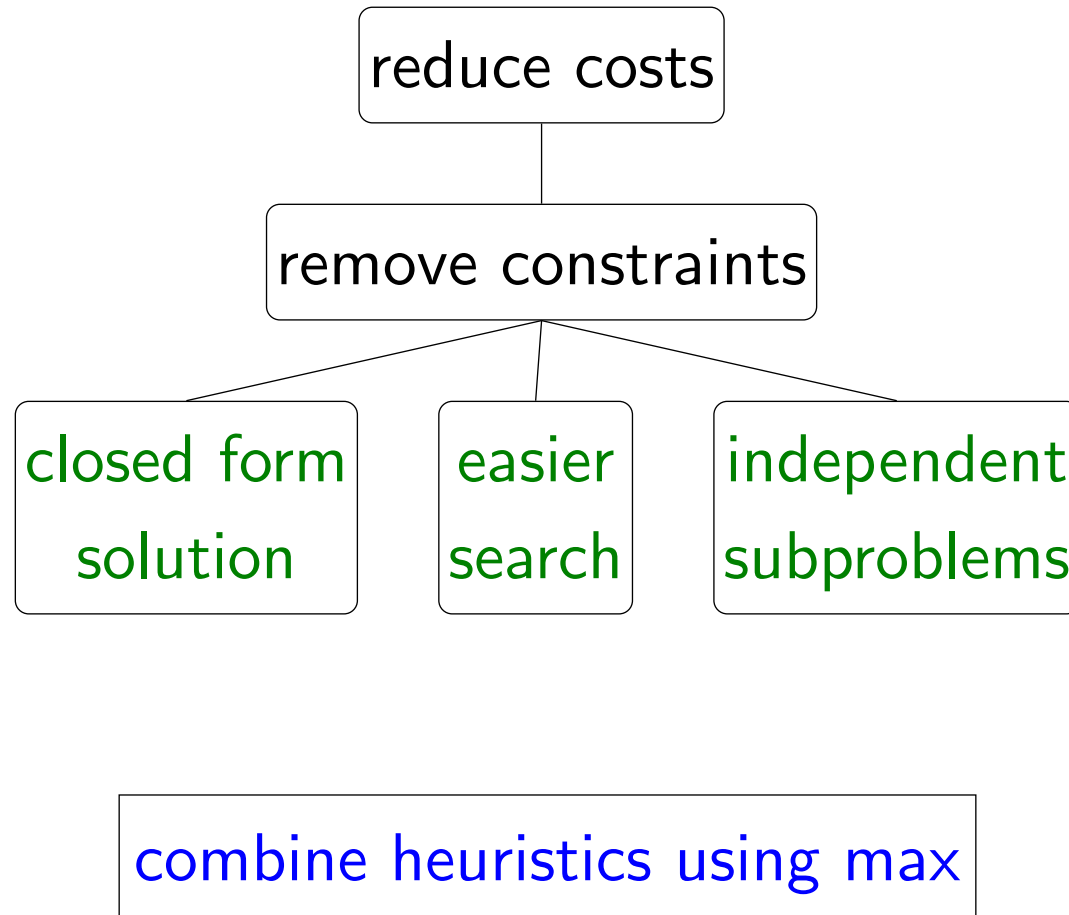 reduce costs
remove constraints
closed form
solution
easier
search
independent
subproblems
combine heuristics using max